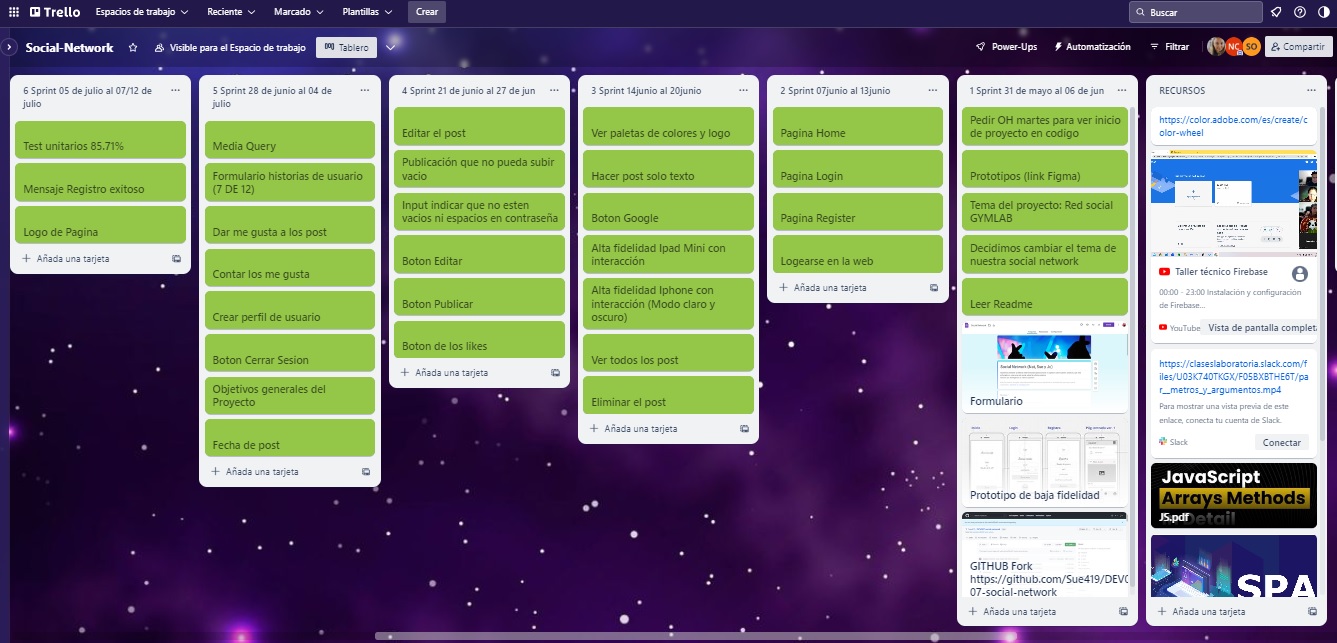 Trello
Espacios de trabajo
Reciente
Marcado
Plantillas
Crear
Buscar
Social-Network
Visible para el Espacio de trabajo
Tablero
Power-Ups
Automatización
Filtrar
NC
SO
Compartir
6 Sprint 05 de julio al 07/12 de
julio
Test unitarios 85.71%
Mensaje Registro exitoso
Logo de Pagina
Añada una tarjeta
5 Sprint 28 de junio al 04 de
julio
Media Query
Formulario historias de usuario
(7 DE 12)
Dar me gusta a los post
Contar los me gusta
Crear perfil de usuario
Boton Cerrar Sesion
Objetivos generales del
Proyecto
Fecha de post
Añada una tarjeta
4 Sprint 21 de junio al 27 de jun
Editar el post
Publicación que no pueda subir
vacio
Input indicar que no esten
vacios ni espacios en contraseña
Boton Editar
Boton Publicar
Boton de los likes
Añada una tarjeta
3 Sprint 14junio al 20junio
Ver paletas de colores y logo
Hacer post solo texto
Boton Google
Alta fidelidad Ipad Mini con
interacción
Alta fidelidad Iphone con
interacción (Modo claro y
oscuro)
Ver todos los post
Eliminar el post
Añada una tarjeta
2 Sprint 07junio al 13junio
Pagina Home
Pagina Login
Pagina Register
Logearse en la web
Añada una tarjeta
1 Sprint 31 de mayo al 06 de jun
Pedir OH martes para ver inicio
de proyecto en codigo
Prototipos (link Figma)
Tema del proyecto: Red social
GYMLAB
Decidimos cambiar el tema de
nuestra social network
Leer Readme
Formulario
Prototipo de baja fidelidad
GITHUB Fork
https://github.com/Sue419/DEV0
07-social-network
Añada una tarjeta
RECURSOS
https://color.adobe.com/es/create/c
olor-wheel
Taller técnico Firebase
00:00 - 23:00 Instalación y configuración
de Firebase...
YouTube
Vista de pantalla complet
https://claseslaboratoria.slack.com/f
iles/U03K740TKGX/F05BXBTHE6T/pa
r__metros_y_argumentos.mp4
Para mostrar una vista previa de este
enlace, conecta tu cuenta de Slack.
Slack
Conectar
JavaScript
Arrays Methods
in Detail
JS.pdf
SPA
Añada una tarjeta